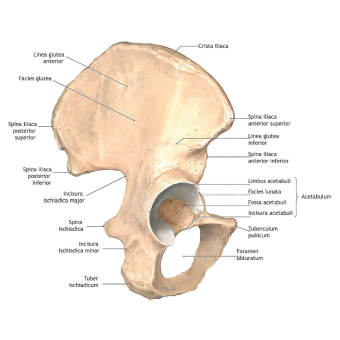 Crista iliaca
Linea glutea
anterior
Facies glutea
Spina iliaca
posterior
superior
Spina iliaca
anterior superior
Linea glutea
inferior
Spina iliaca
anterior inferior
Spina iliaca
posterior
inferior
Incisura
ischiadica major
Limbus acetabuli
Facies lunata
Fossa acetabuli
Incisura acetabuli
Acetabulum
Spina
ischiadica
Tuberculum
pubicum
Incisura
ischiadica minor
Foramen
obturatum
Tuber
ischiadicum